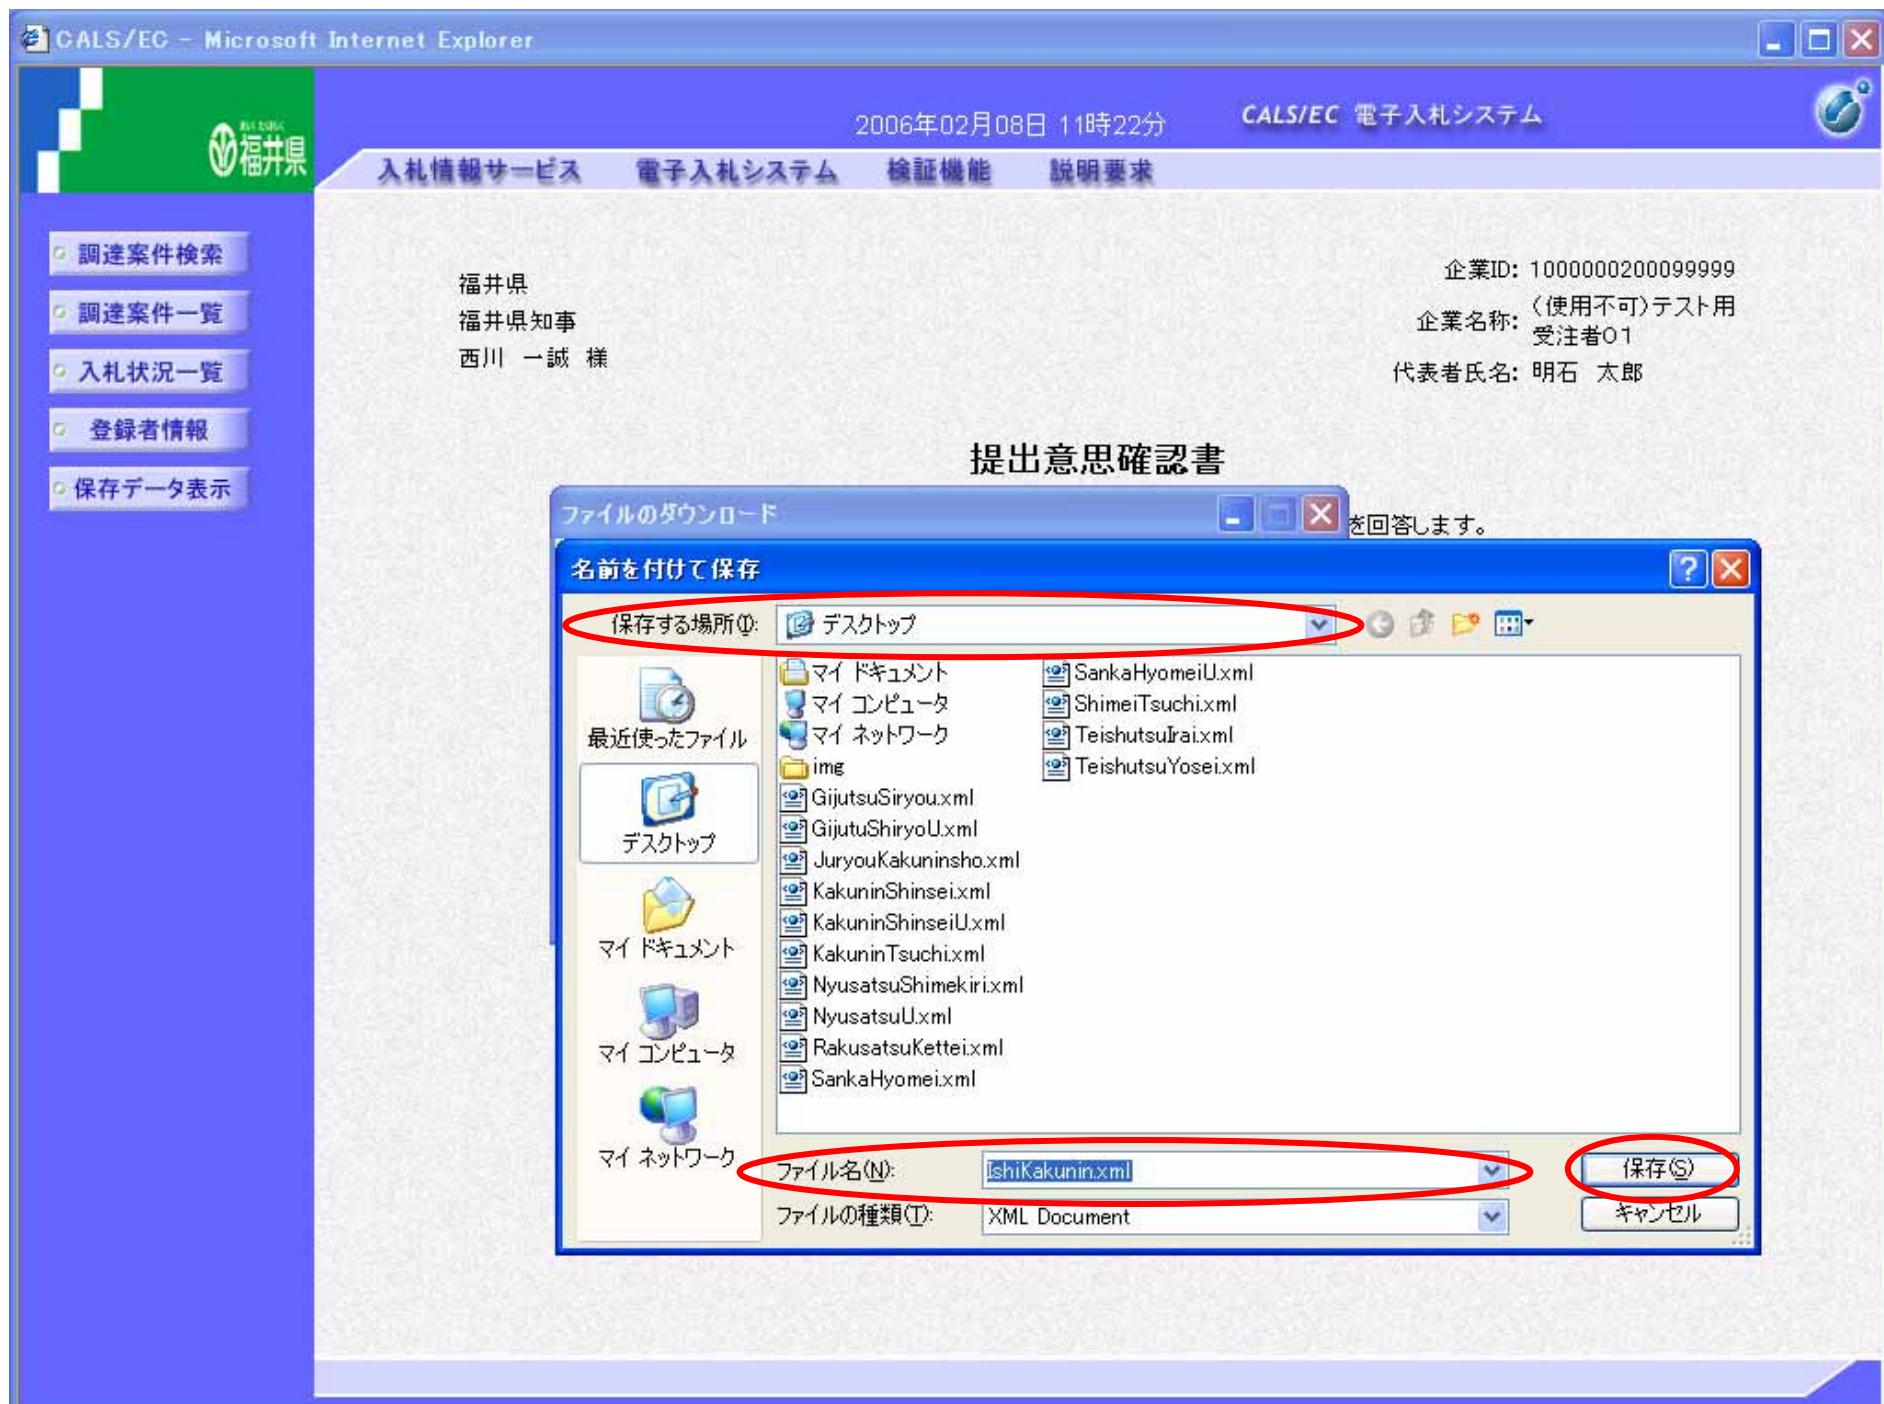 CALS/EC - Microsoft Internet Explorer
福井県
2006年02月08日 11時22分
CALS/EC 電子入札システム
入札情報サービス 電子入札システム 検証機能 説明要求
調達案件検索
調達案件一覧
入札状況一覧
登録者情報
保存データ表示
福井県
福井県知事
西川 一誠 様
企業ID: 1000000200099999
企業名称: (使用不可)テスト用
受注者01
代表者氏名: 明石 太郎
提出意思確認書
を回答します。
ファイルのダウンロード
名前を付けて保存
保存する場所(I): デスクトップ
最近使ったファイル
デスクトップ
マイ ドキュメント
マイ コンピュータ
マイ ネットワーク
マイ ドキュメント
マイ コンピュータ
マイ ネットワーク
img
GijutsuSiryou.xml
GijutuShiryoU.xml
JuryouKakuninsho.xml
KakuninShinsei.xml
KakuninShinseiU.xml
KakuninTsuchi.xml
NyusatsuShimekiri.xml
NyusatsuU.xml
RakusatsuKettei.xml
SankaHyomei.xml
SankaHyomeiU.xml
ShimeiTsuchi.xml
TeishutsuIrai.xml
TeishutsuYosei.xml
ファイル名(N): IshiKakunin.xml
保存(S)
ファイルの種類(T): XML Document
キャンセル